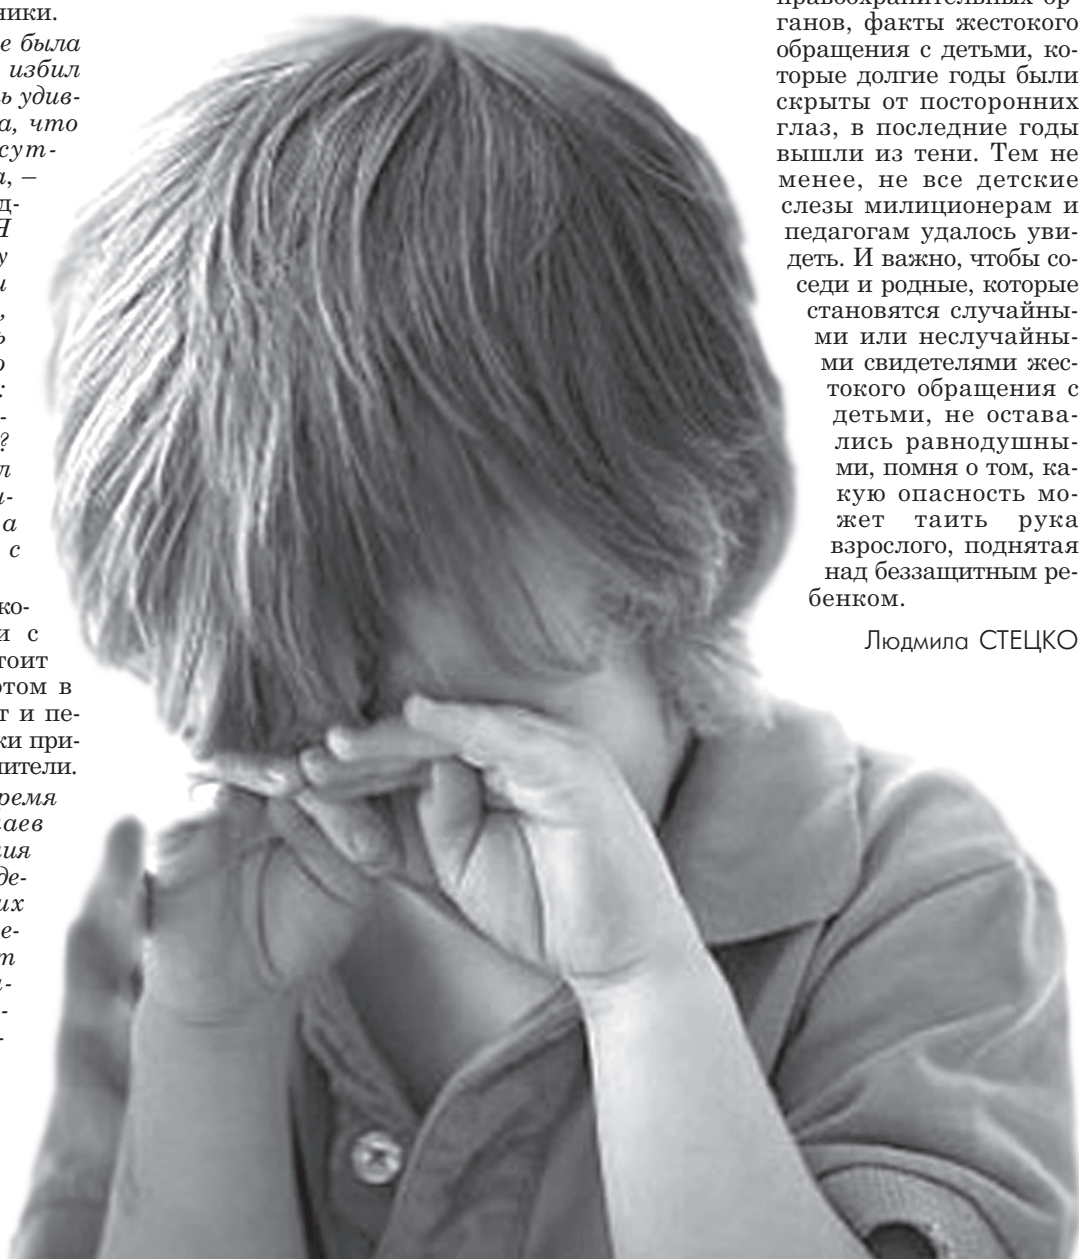 ники.
е была
избил
ь удив-
а, что
сут-
а, –
д-
Я
у
и
,
ь
о
:
-
?
л
и-
а
с
ко-
и с
тоит
этом в
т и пе-
ки при-
лители.
ремя
чаев
ния
де-
их
е-
т
и-
-
-
правоохранительных ор-
ганов, факты жестокого
обращения с детьми, ко-
торые долгие годы были
скрыты от посторонних
глаз, в последние годы
вышли из тени. Тем не
менее, не все детские
слезы милиционерам и
педагогам удалось уви-
деть. И важно, чтобы со-
седи и родные, которые
становятся случайны-
ми или неслучайны-
ми свидетелями жес-
токого обращения с
детьми, не остава-
лись равнодушны-
ми, помня о том, ка-
кую опасность мо-
жет таить рука
взрослого, поднятая
над беззащитным ре-
бенком.
Людмила СТЕЦКО